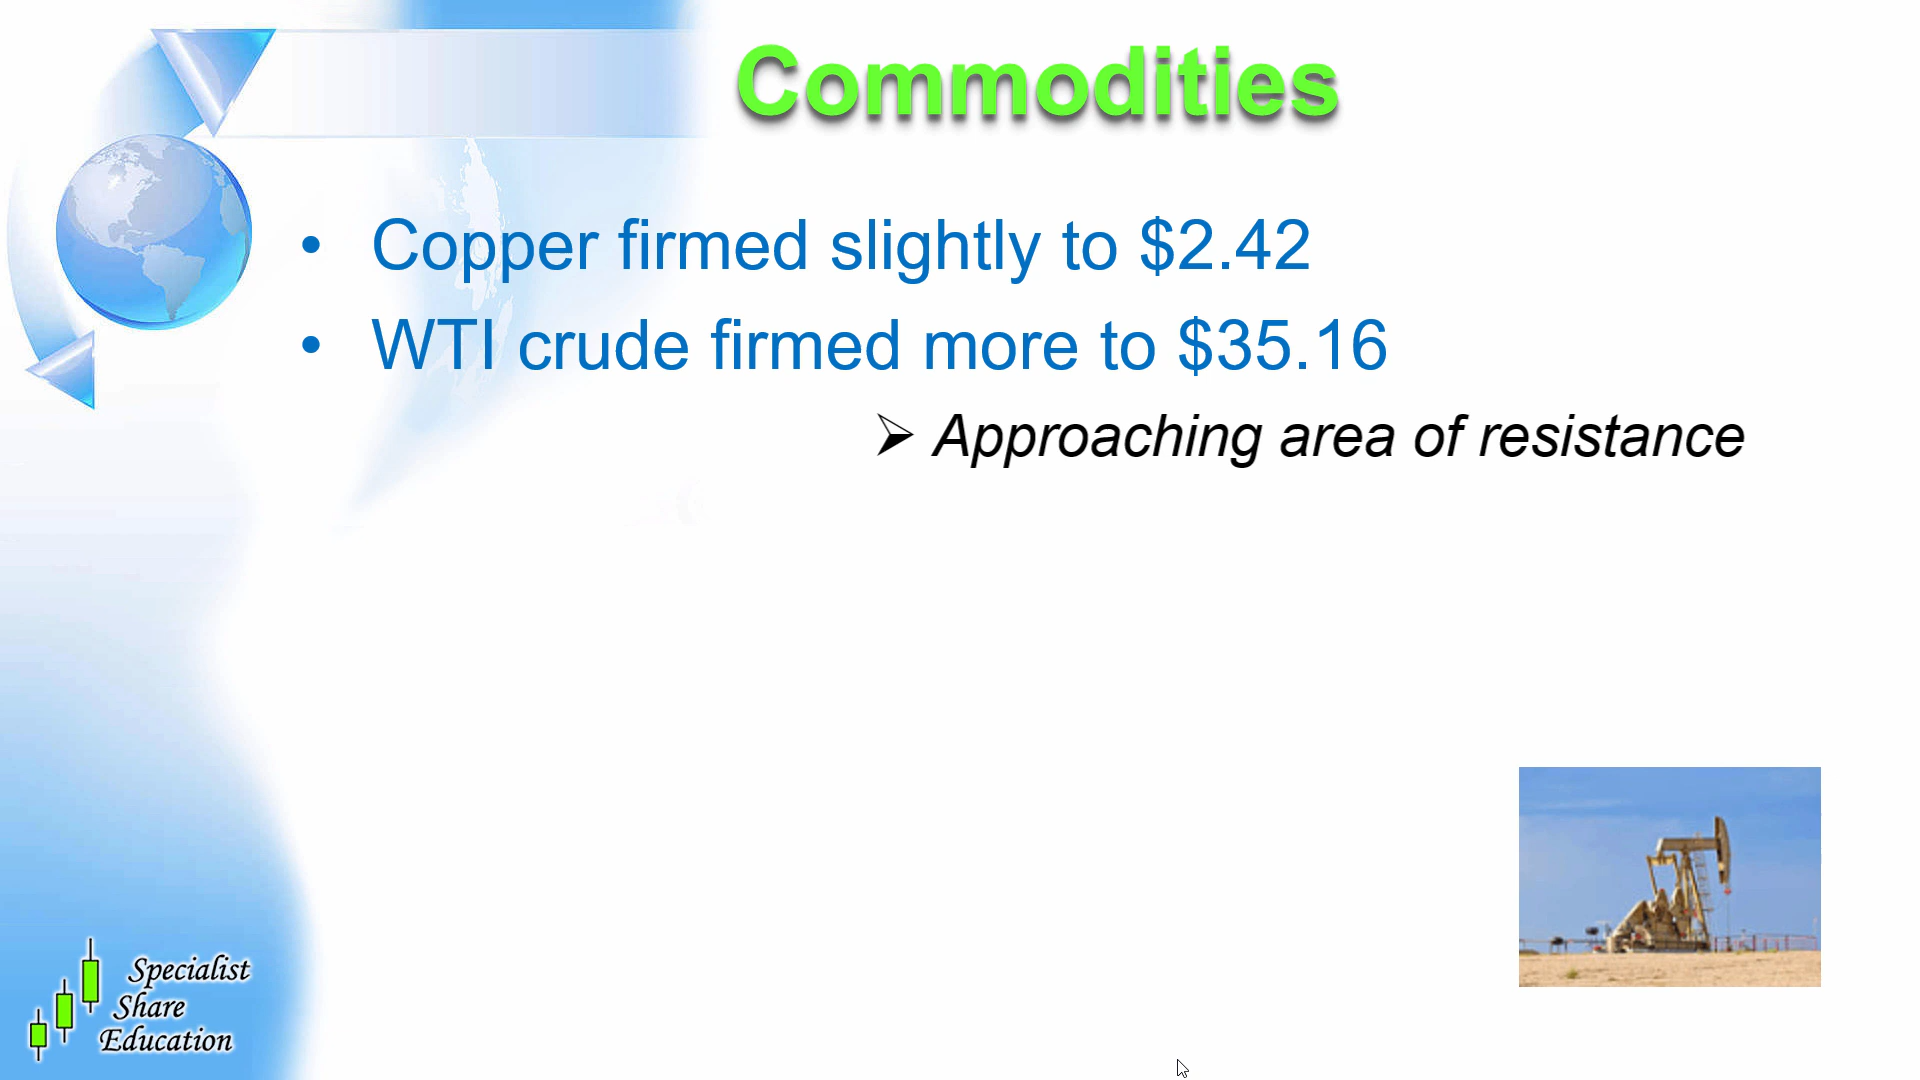 Commodities
• Copper firmed slightly to $2.42
• WTI crude firmed more to $35.16
➢ Approaching area of resistance
Specialist
Share
Education